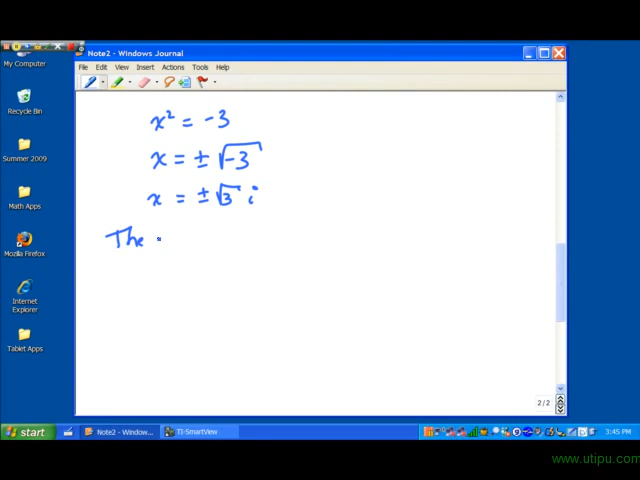 Note2 - Windows Journal
My Computer
File Edit View Insert Actions Tools Help
x² = -3
Recycle Bin
x = ± √-3
Summer 2009
x = ± √3 i
Math Apps
The
Mozilla Firefox
Internet Explorer
Tablet Apps
2/2
start
Note2 - Window...
TI-SmartView
3:45 PM
www.utipu.com